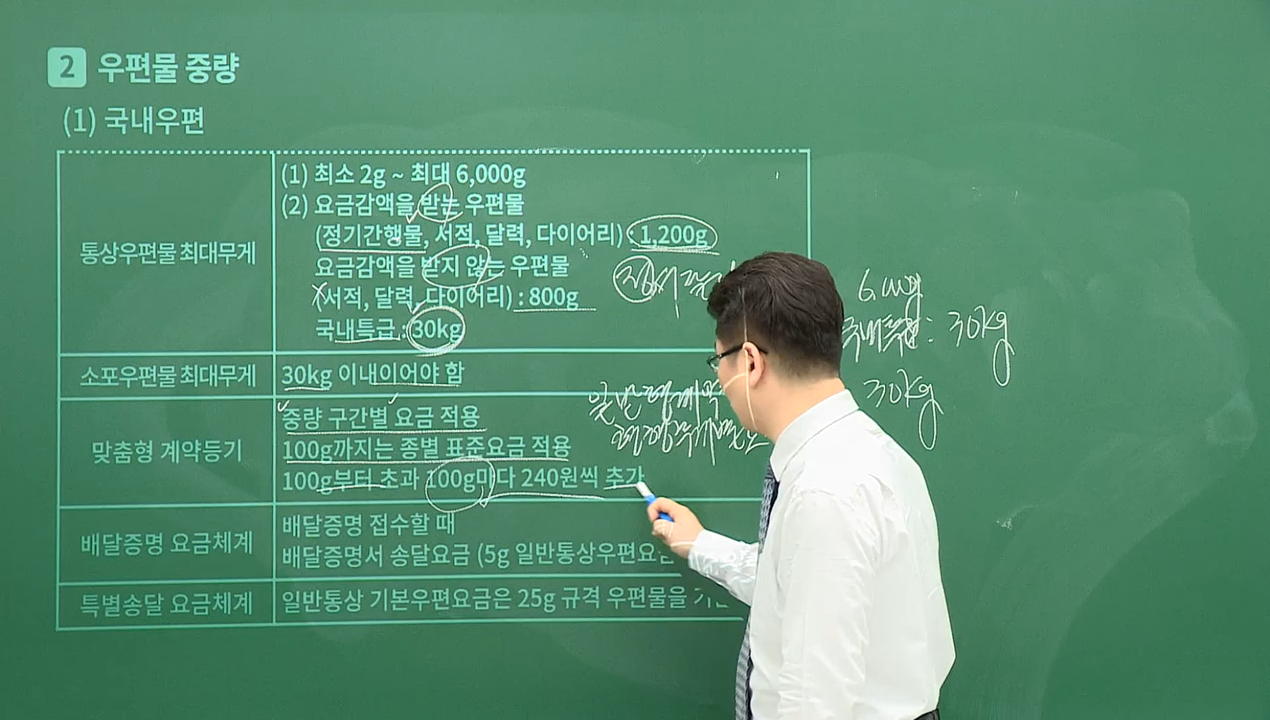 2 우편물 중량
(1) 국내우편
통상우편물 최대무게
(1) 최소 2g ~ 최대 6,000g
(2) 요금감액을 받는 우편물
(정기간행물, 서적, 달력, 다이어리) : 1,200g
요금감액을 받지 않는 우편물
(서적, 달력, 다이어리) : 800g
국내특급 : 30kg
소포우편물 최대무게
30kg 이내이어야 함
맞춤형 계약등기
중량 구간별 요금 적용
100g까지는 종별 표준요금 적용
100g부터 초과 100g마다 240원씩 추가
배달증명 요금체계
배달증명 접수할 때
배달증명서 송달요금 (5g 일반통상우편요금
특별송달 요금체계
일반통상 기본우편요금은 25g 규격 우편물을
국내특급 : 30kg
30kg